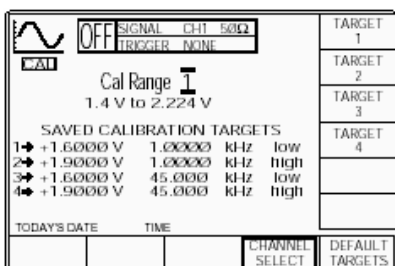 OFF SIGNAL CH1 50Ω
TRIGGER NONE
CAL
Cal Range 1
1.4 V to 2.224 V
SAVED CALIBRATION TARGETS
1➔ +1.6000 V 1.0000 kHz low
2➔ +1.9000 V 1.0000 kHz high
3➔ +1.6000 V 45.000 kHz low
4➔ +1.9000 V 45.000 kHz high
TODAY'S DATE TIME
TARGET
1
TARGET
2
TARGET
3
TARGET
4
CHANNEL
SELECT
DEFAULT
TARGETS